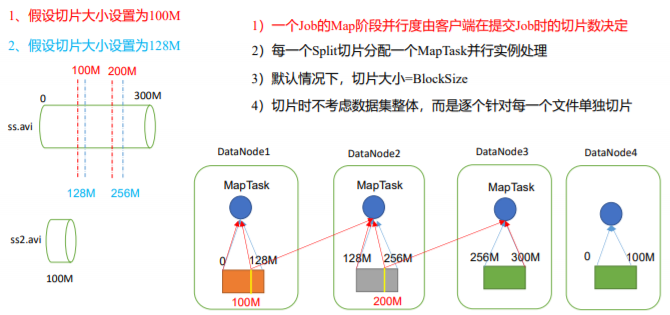 1、假设切片大小设置为100M
2、假设切片大小设置为128M
100M 200M
0 300M
ss.avi
128M 256M
ss2.avi
100M
1）一个Job的Map阶段并行度由客户端在提交Job时的切片数决定
2）每一个Split切片分配一个MapTask并行实例处理
3）默认情况下，切片大小=BlockSize
4）切片时不考虑数据集整体，而是逐个针对每一个文件单独切片
DataNode1 DataNode2 DataNode3 DataNode4
MapTask MapTask MapTask
0 128M 128M 256M 256M 300M 0 100M
100M 200M